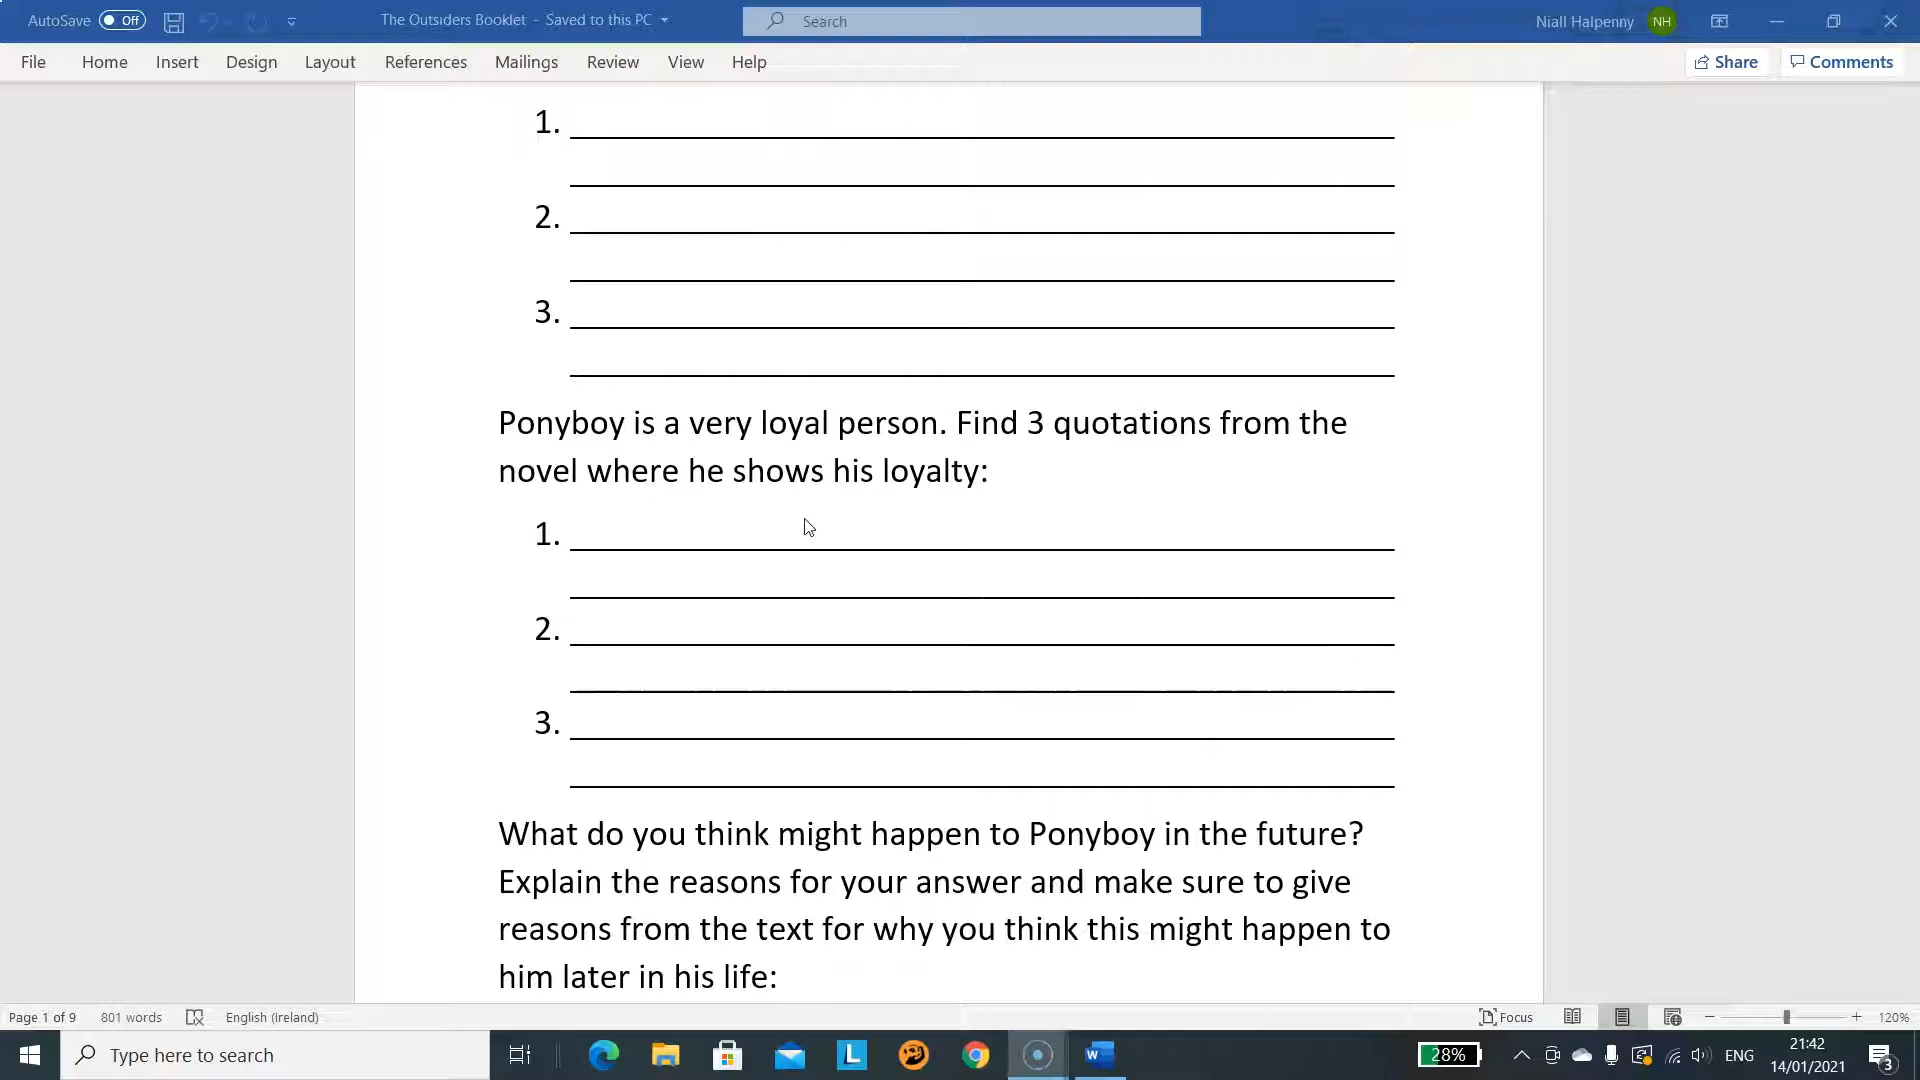 AutoSave Off The Outsiders Booklet - Saved to this PC Search Niall Halpenny NH
File Home Insert Design Layout References Mailings Review View Help Share Comments
1.
2.
3.
Ponyboy is a very loyal person. Find 3 quotations from the
novel where he shows his loyalty:
1.
2.
3.
What do you think might happen to Ponyboy in the future?
Explain the reasons for your answer and make sure to give
reasons from the text for why you think this might happen to
him later in his life:
Page 1 of 9 801 words English (Ireland) Focus 120%
Type here to search L W 28% ENG 21:42
14/01/2021 3